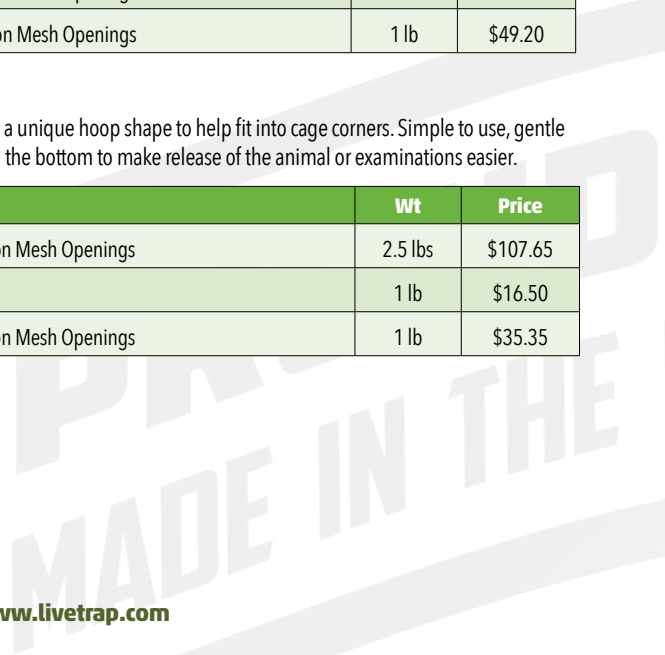 on Mesh Openings 1 lb $49.20
a unique hoop shape to help fit into cage corners. Simple to use, gentle
the bottom to make release of the animal or examinations easier.
Wt Price
on Mesh Openings 2.5 lbs $107.65
1 lb $16.50
on Mesh Openings 1 lb $35.35
MADE IN THE
www.livetrap.com